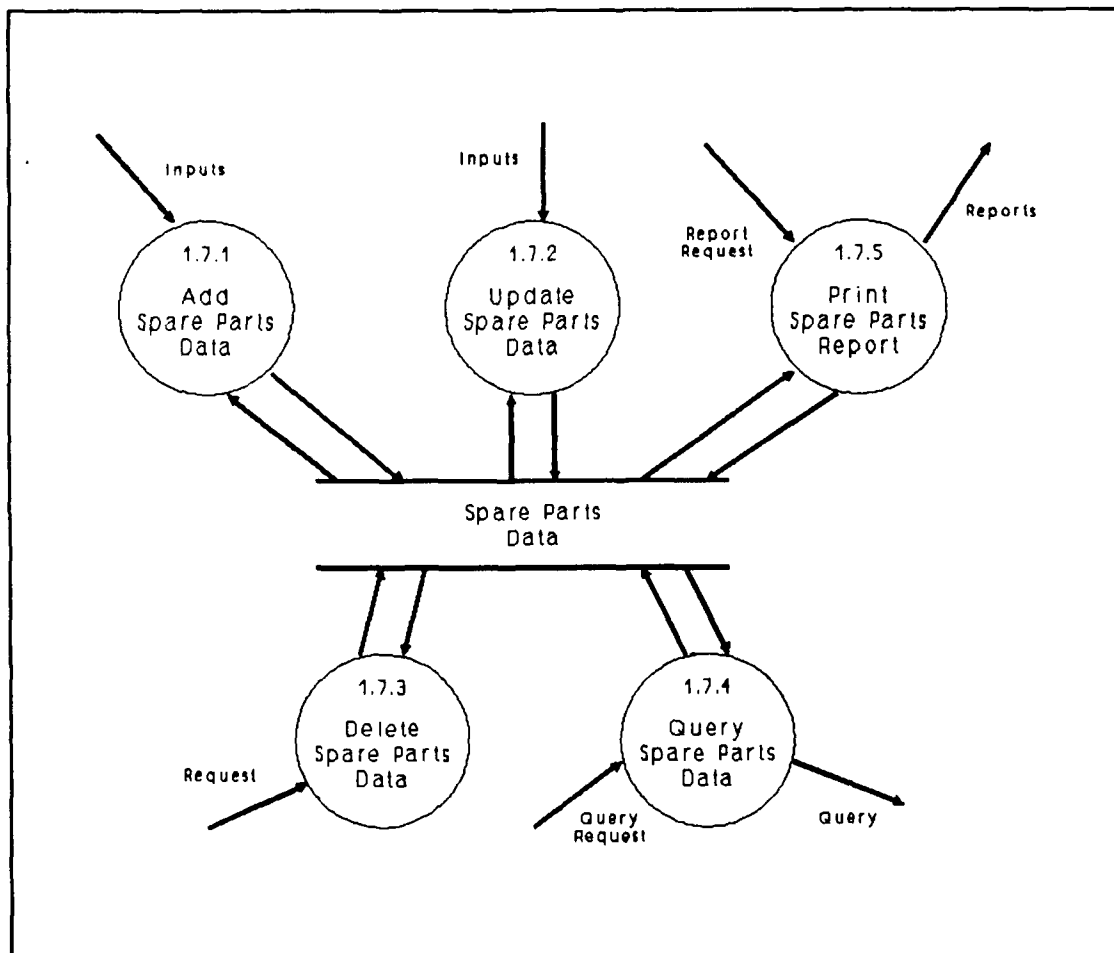 Inputs
Inputs
Report
Request
Reports
1.7.1
Add
Spare Parts
Data
1.7.2
Update
Spare Parts
Data
1.7.5
Print
Spare Parts
Report
Spare Parts
Data
1.7.3
Delete
Spare Parts
Data
Request
1.7.4
Query
Spare Parts
Data
Query
Request
Query